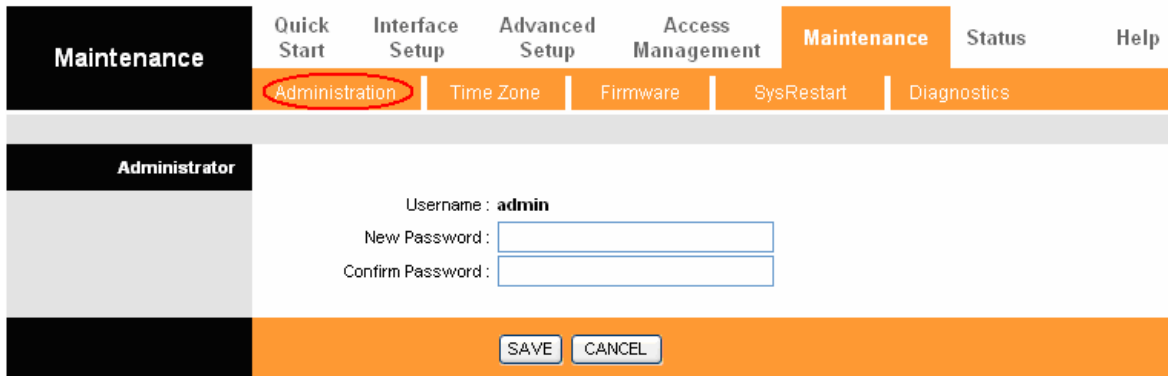 Maintenance
Quick Start
Interface Setup
Advanced Setup
Access Management
Maintenance
Status
Help
Administration
Time Zone
Firmware
SysRestart
Diagnostics
Administrator
Username : admin
New Password :
Confirm Password :
SAVE
CANCEL